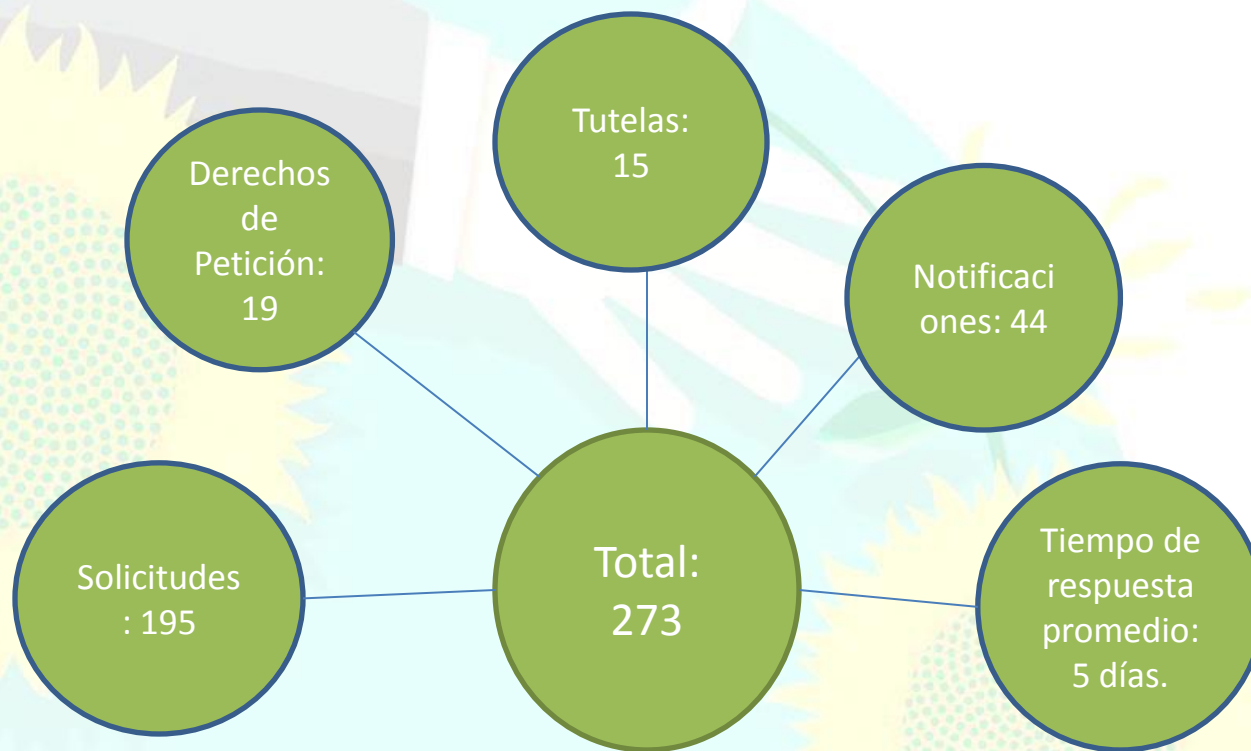 Tutelas:
15
Derechos
de
Petición:
19
Notificaci
ones: 44
Solicitudes
: 195
Total:
273
Tiempo de
respuesta
promedio:
5 días.